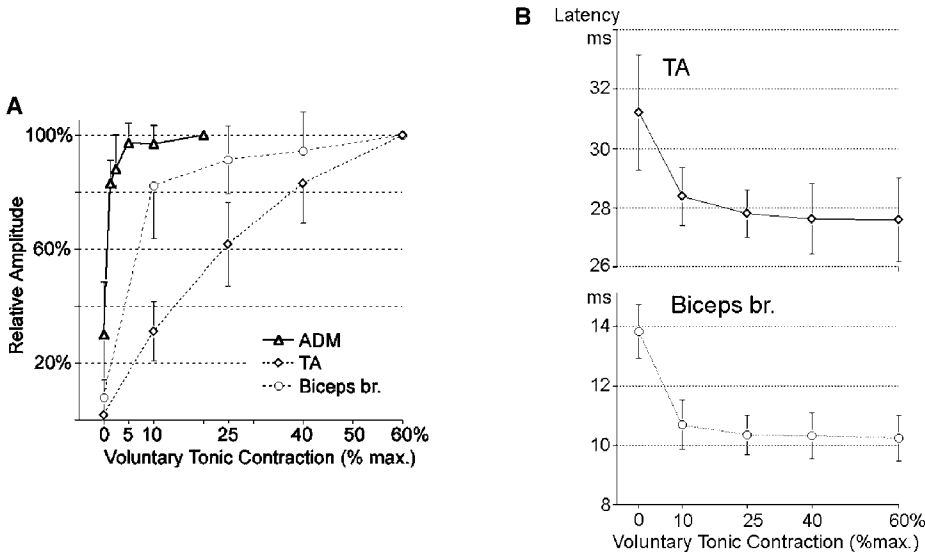 A
Relative Amplitude
100%
60%
20%
ADM
TA
Biceps br.
0 5 10 25 40 50 60%
Voluntary Tonic Contraction (% max.)
B
Latency
ms
TA
32
30
28
26
ms
Biceps br.
14
12
10
8
0 10 25 40 60%
Voluntary Tonic Contraction (%max.)